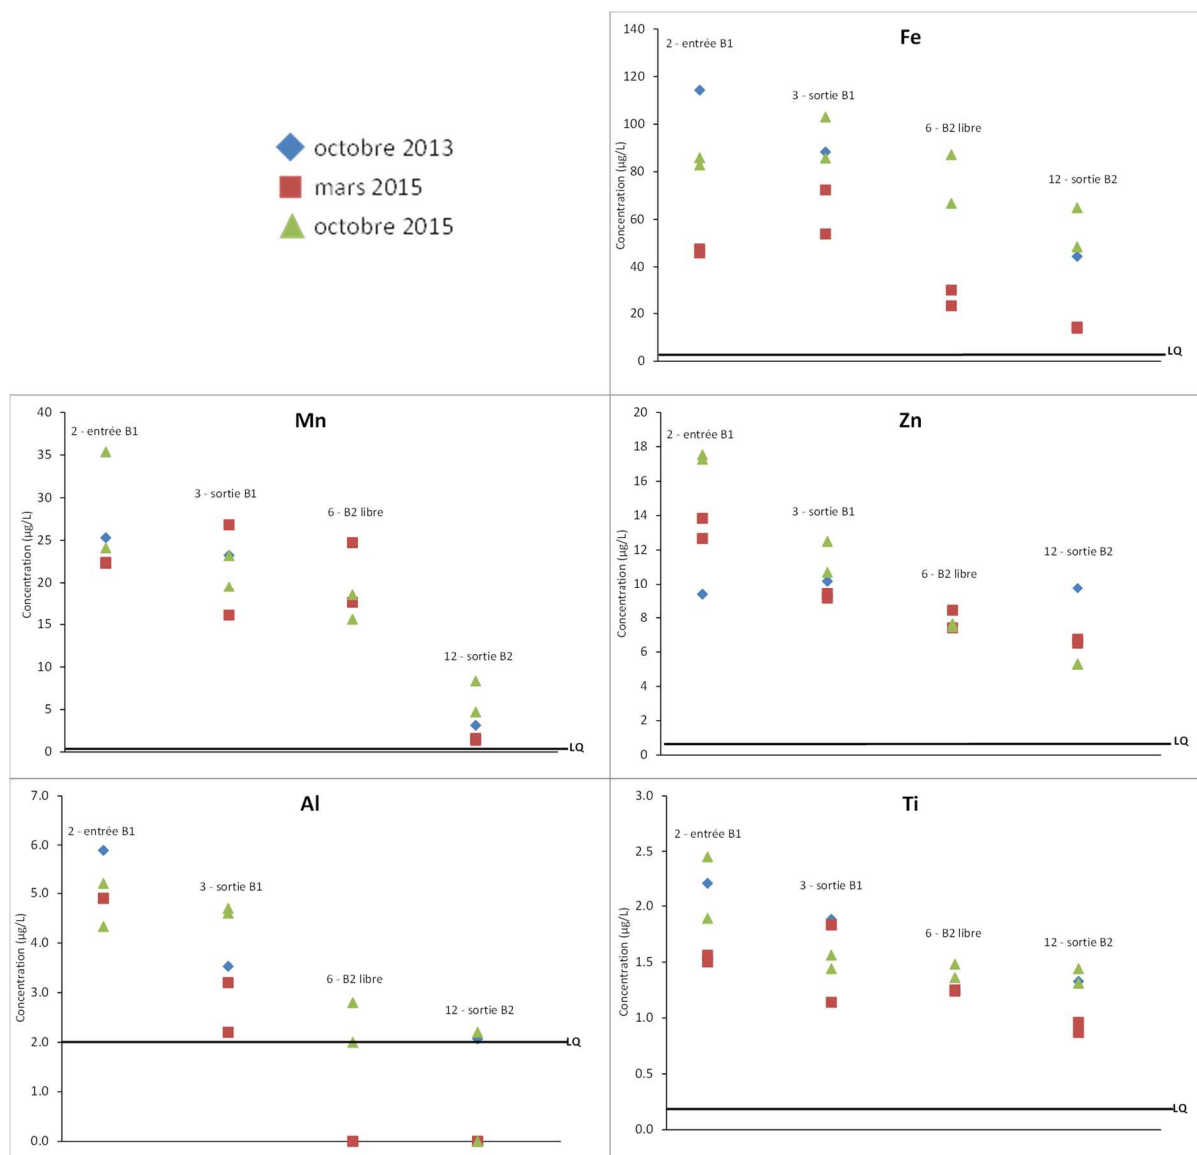 octobre 2013
mars 2015
octobre 2015
Fe
Concentration (µg/L)
140
120
100
80
60
40
20
0
2 - entrée B1
3 - sortie B1
6 - B2 libre
12 - sortie B2
LQ
Mn
Concentration (µg/L)
40
35
30
25
20
15
10
5
0
2 - entrée B1
3 - sortie B1
6 - B2 libre
12 - sortie B2
LQ
Zn
Concentration (µg/L)
20
18
16
14
12
10
8
6
4
2
0
2 - entrée B1
3 - sortie B1
6 - B2 libre
12 - sortie B2
LQ
Al
Concentration (µg/L)
7.0
6.0
5.0
4.0
3.0
2.0
1.0
0.0
2 - entrée B1
3 - sortie B1
6 - B2 libre
12 - sortie B2
LQ
Ti
Concentration (µg/L)
3.0
2.5
2.0
1.5
1.0
0.5
0.0
2 - entrée B1
3 - sortie B1
6 - B2 libre
12 - sortie B2
LQ